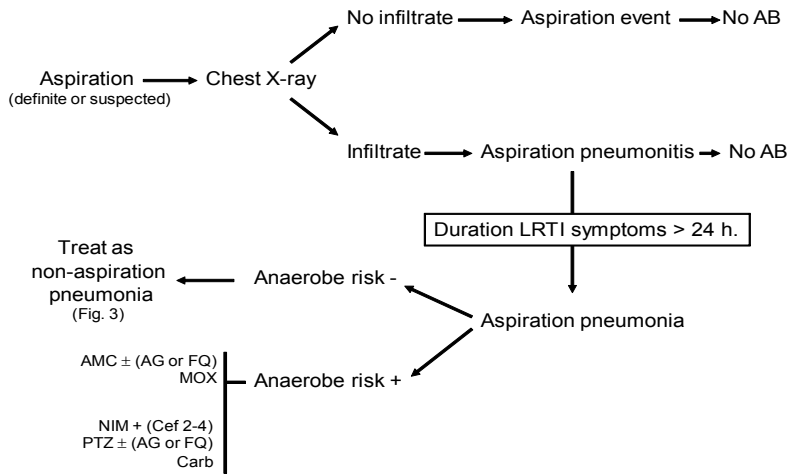 No infiltrate
Aspiration event
No AB
Aspiration
(definite or suspected)
Chest X-ray
Infiltrate
Aspiration pneumonitis
No AB
Duration LRTI symptoms > 24 h.
Treat as
non-aspiration
pneumonia
(Fig. 3)
Anaerobe risk -
Aspiration pneumonia
AMC ± (AG or FQ)
MOX
Anaerobe risk +
NIM + (Cef 2-4)
PTZ ± (AG or FQ)
Carb